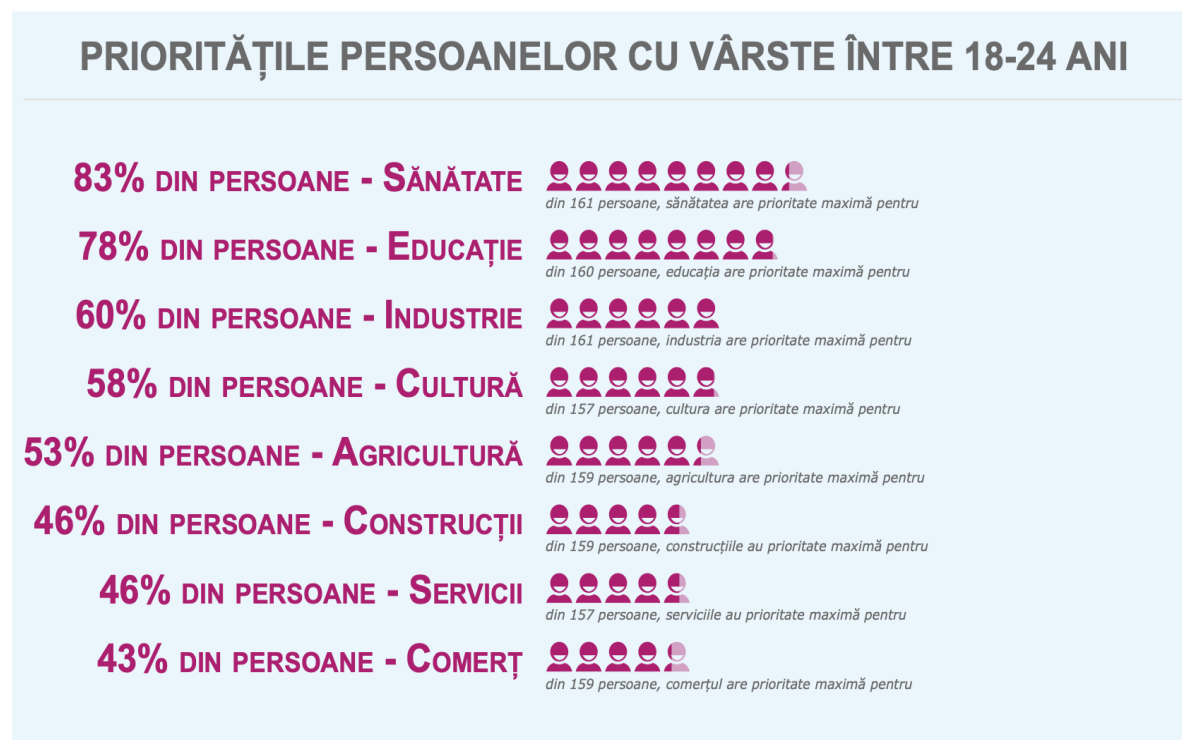 PRIORITĂȚILE PERSOANELOR CU VÂRSTE ÎNTRE 18-24 ANI
83% DIN PERSOANE - SĂNĂTATE
din 161 persoane, sănătatea are prioritate maximă pentru
78% DIN PERSOANE - EDUCAȚIE
din 160 persoane, educația are prioritate maximă pentru
60% DIN PERSOANE - INDUSTRIE
din 161 persoane, industria are prioritate maximă pentru
58% DIN PERSOANE - CULTURĂ
din 157 persoane, cultura are prioritate maximă pentru
53% DIN PERSOANE - AGRICULTURĂ
din 159 persoane, agricultura are prioritate maximă pentru
46% DIN PERSOANE - CONSTRUCȚII
din 159 persoane, construcțiile au prioritate maximă pentru
46% DIN PERSOANE - SERVICII
din 157 persoane, serviciile au prioritate maximă pentru
43% DIN PERSOANE - COMERȚ
din 159 persoane, comerțul are prioritate maximă pentru